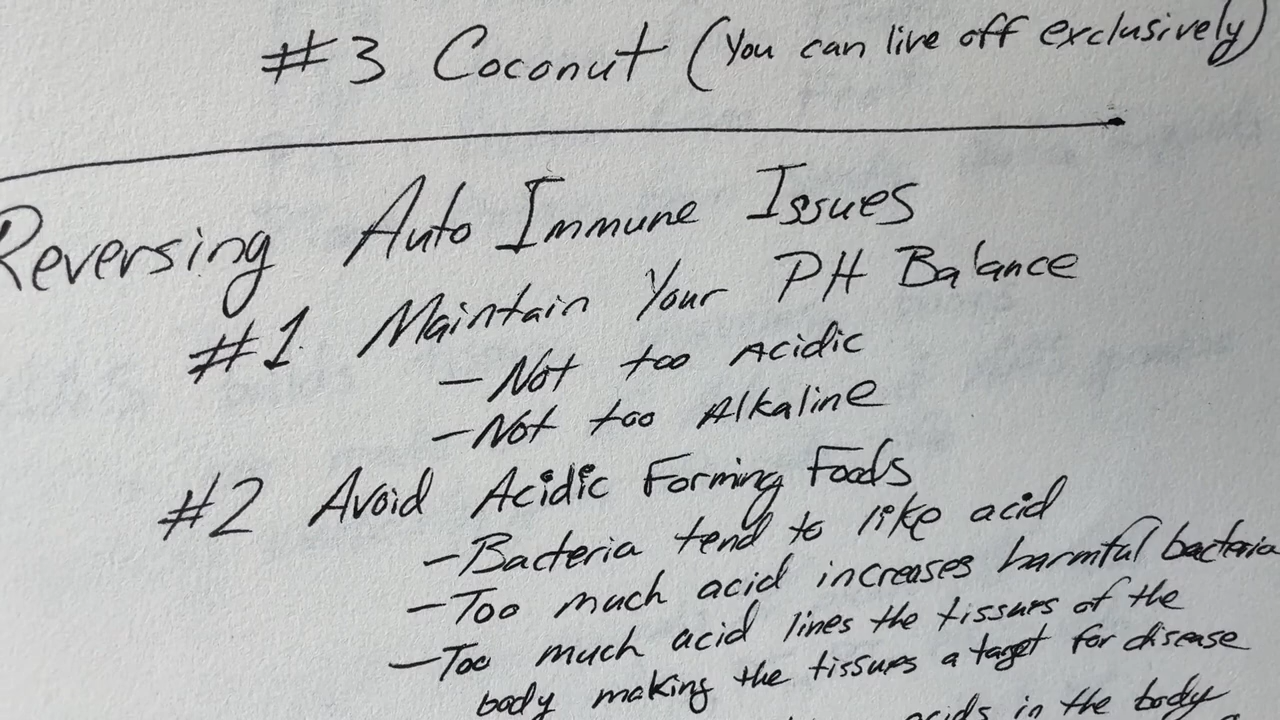 #3 Coconut (You can live off exclusively)
Reversing Auto Immune Issues
#1 Maintain Your PH Balance
- Not too Acidic
- Not too Alkaline
#2 Avoid Acidic Forming Foods
- Bacteria tend to like acid
- Too much acid increases harmful bacteria
- Too much acid lines the tissues of the
body making the tissues a target for disease
acids in the body